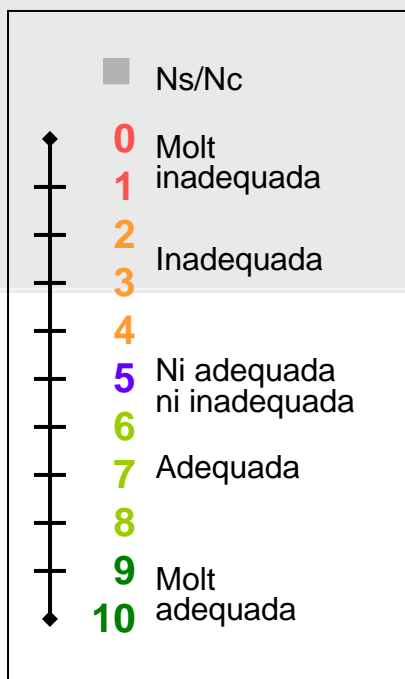 Ns/Nc
0
Molt
inadequada
1
2
Inadequada
3
4
5
Ni adequada
ni inadequada
6
7
Adequada
8
9
Molt
adequada
10